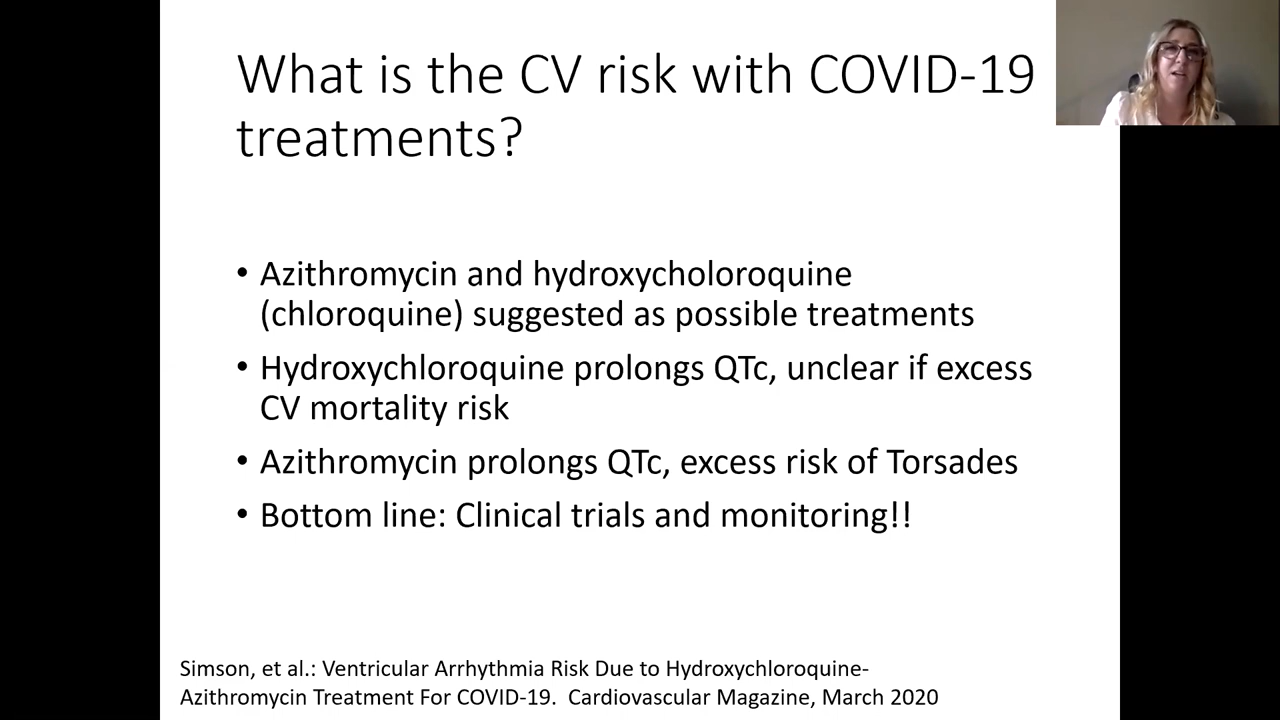 What is the CV risk with COVID-19
treatments?
• Azithromycin and hydroxycholoroquine
(chloroquine) suggested as possible treatments
• Hydroxychloroquine prolongs QTc, unclear if excess
CV mortality risk
• Azithromycin prolongs QTc, excess risk of Torsades
• Bottom line: Clinical trials and monitoring!!
Simson, et al.: Ventricular Arrhythmia Risk Due to Hydroxychloroquine-
Azithromycin Treatment For COVID-19.  Cardiovascular Magazine, March 2020